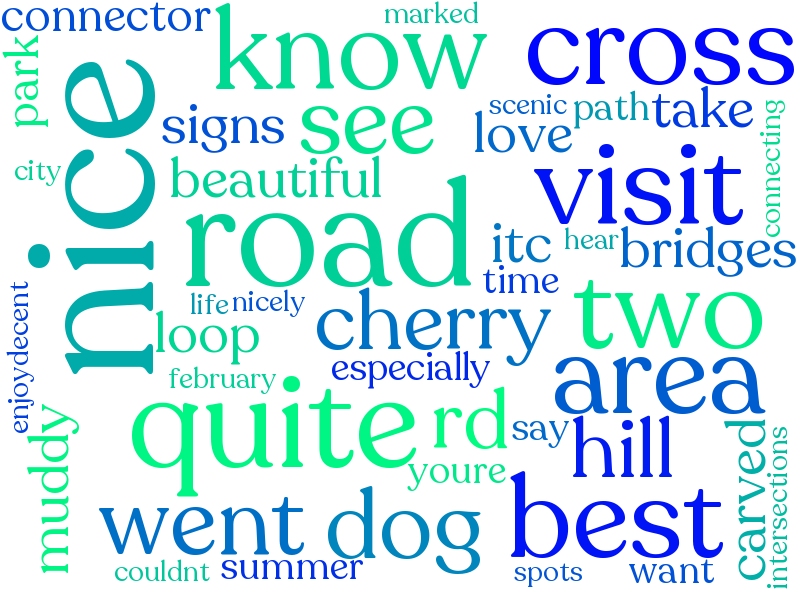 connector
know
marked
cross
park
nice
signs
see
scenic
path
take
love
connecting
city
beautiful
visit
road
itc
hear
bridges
time
life
nicely
loop
cherry
two
enjoy
decent
especially
area
february
quite
rd
say
hill
carved
intersections
muddy
youre
went
dog
best
couldnt
summer
spots
want